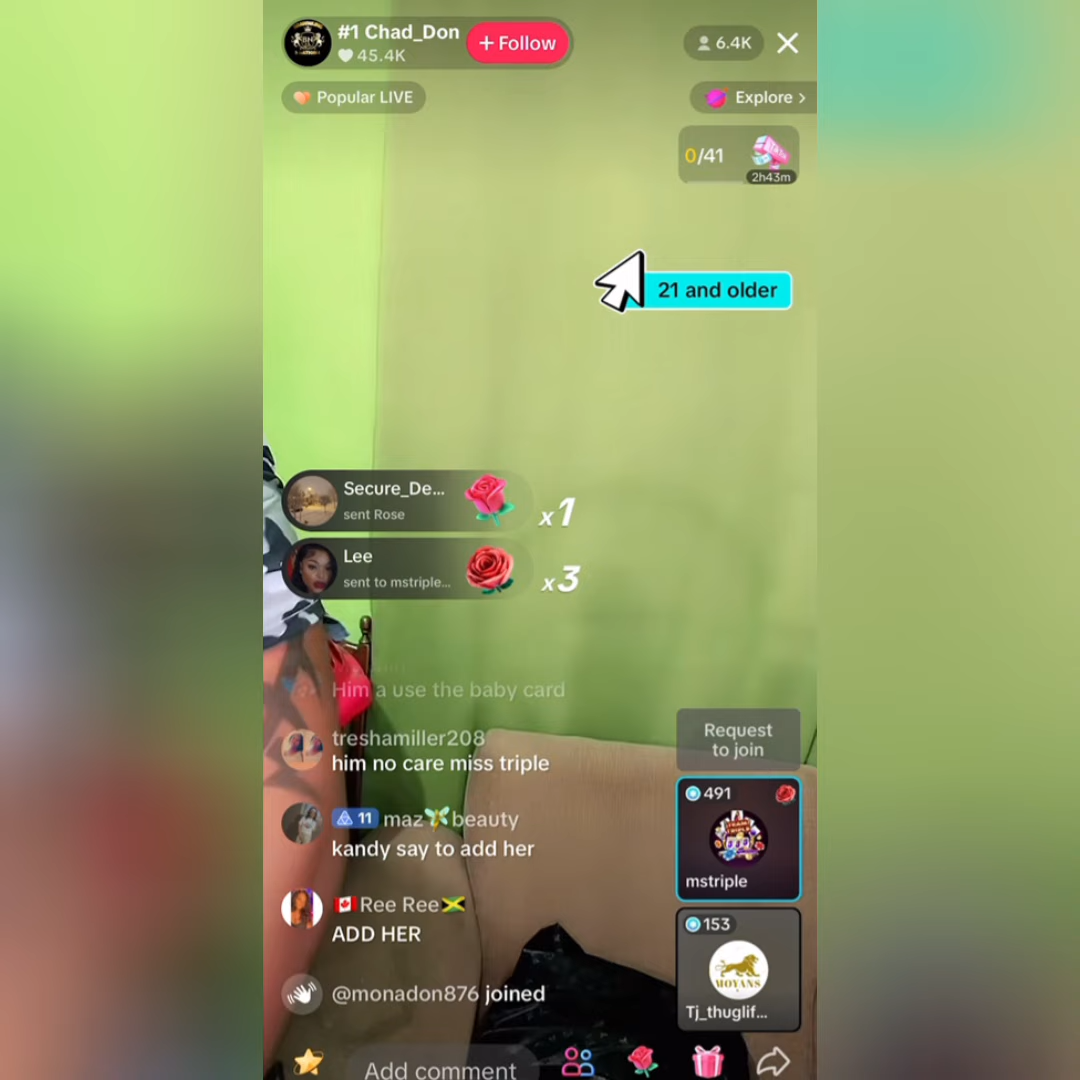 #1 Chad_Don
45.4K
+ Follow
6.4K
Popular LIVE
Explore >
0/41
2h43m
21 and older
Secure_De...
sent Rose
x1
Lee
sent to mstriple...
x3
Him a use the baby card
treshamiller208
him no care miss triple
11 maz🧚beauty
kandy say to add her
🇨🇦Ree Ree🇯🇲
ADD HER
@monadon876 joined
Request
to join
491
mstriple
153
MOYANS
Tj_thuglif...
Add comment